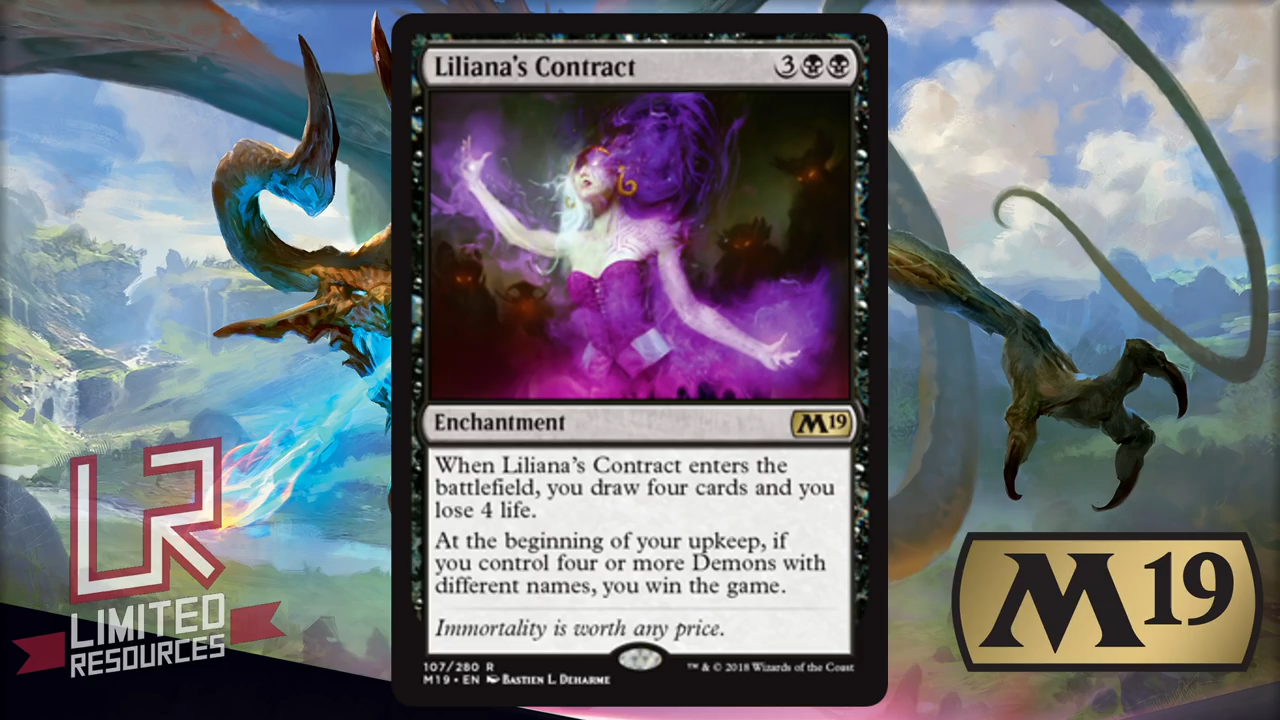 Liliana's Contract 3
Enchantment M19
When Liliana's Contract enters the
battlefield, you draw four cards and you
lose 4 life.
At the beginning of your upkeep, if
you control four or more Demons with
different names, you win the game.
Immortality is worth any price.
107/280 R ™ & © 2018 Wizards of the Coast
M19 • EN Bastien L. Deharme
LR
LIMITED
RESOURCES
M19